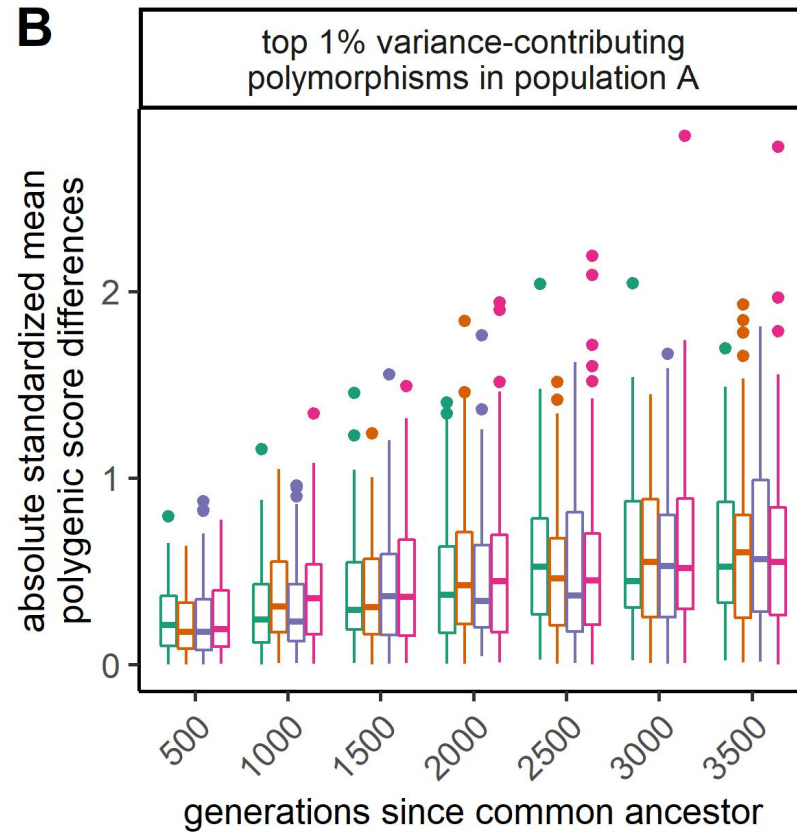 B
top 1% variance-contributing
polymorphisms in population A
absolute standardized mean
polygenic score differences
2
1
0
500
1000
1500
2000
2500
3000
3500
generations since common ancestor